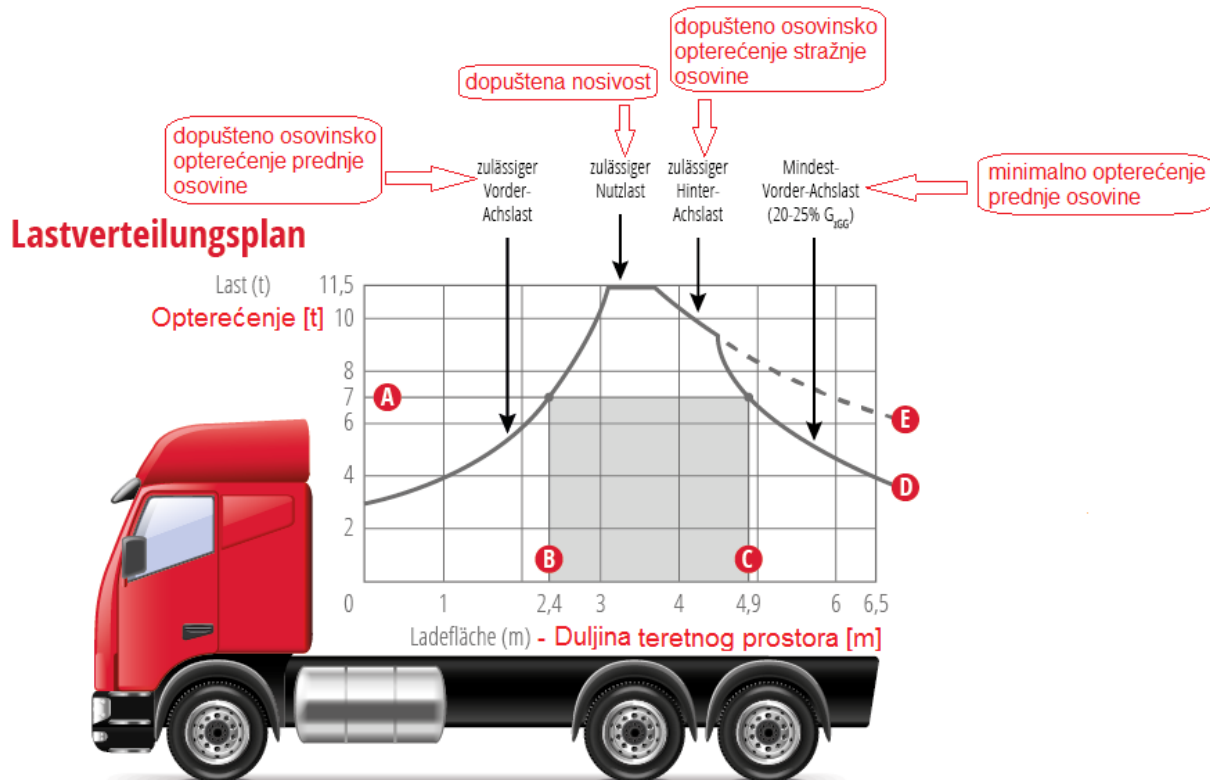 dopušteno osovinsko
opterećenje stražnje
osovine
dopuštena nosivost
dopušteno osovinsko
opterećenje prednje
osovine
zulässiger
Vorder-
Achslast
zulässiger
Nutzlast
zulässiger
Hinter-
Achslast
Mindest-
Vorder-Achslast
(20-25% GzGG)
minimalno opterećenje
prednje osovine
Lastverteilungsplan
Last (t)
Opterećenje [t]
11,5
10
8
7
6
4
2
A
B
C
D
E
0 1 2,4 3 4 4,9 6 6,5
Ladefläche (m) - Duljina teretnog prostora [m]